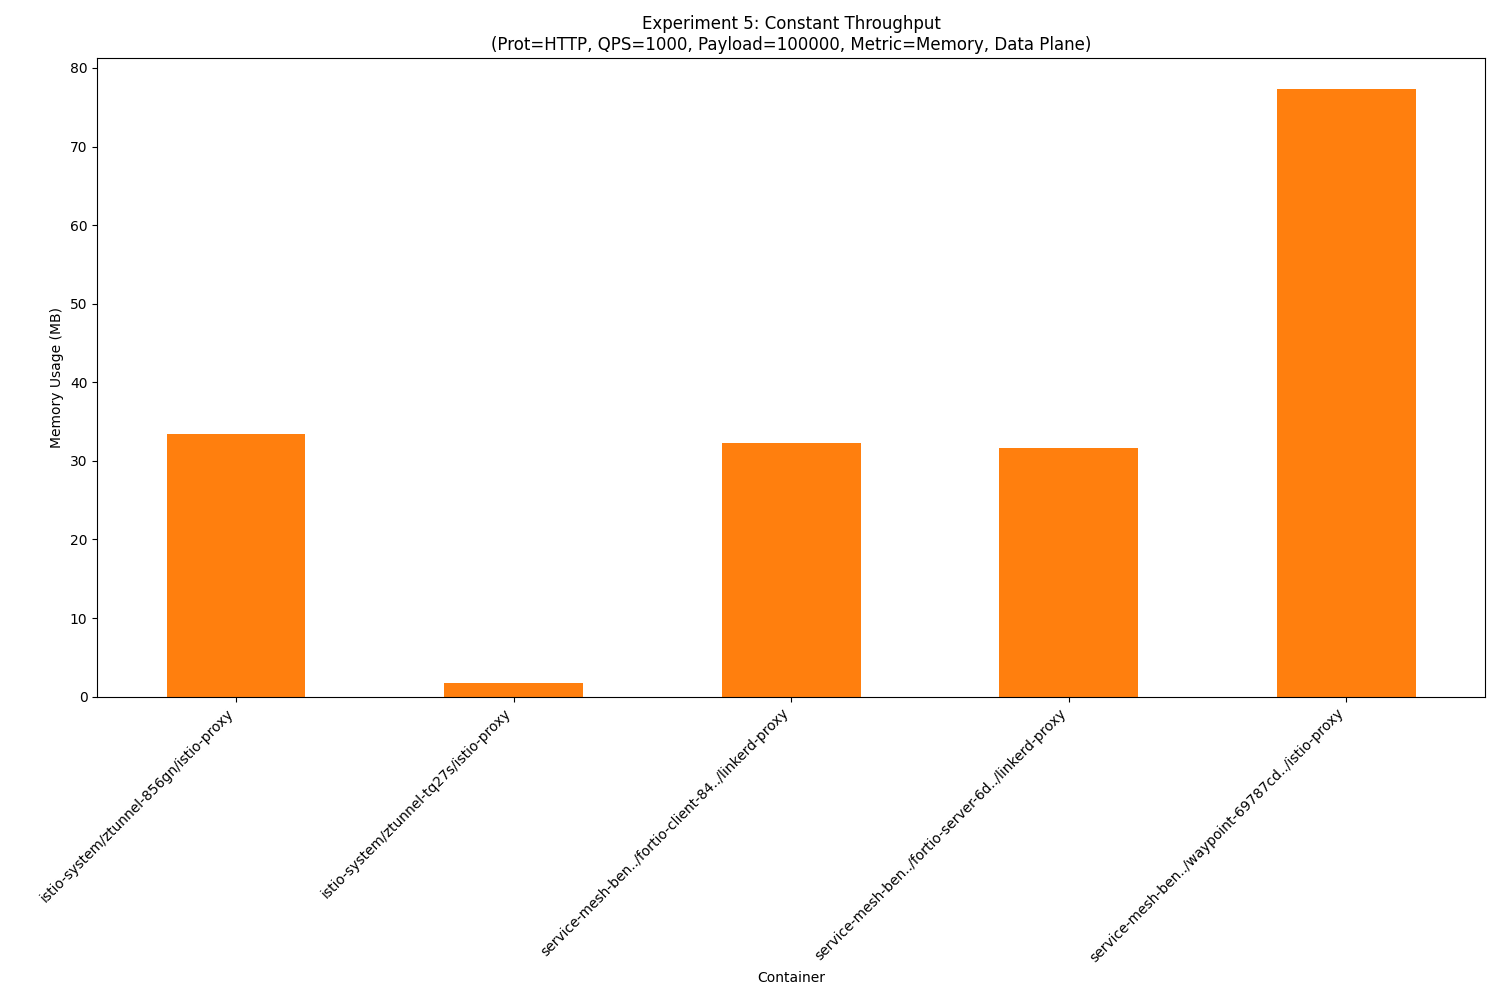 Experiment 5: Constant Throughput
(Prot=HTTP, QPS=1000, Payload=100000, Metric=Memory, Data Plane)
80
70
60
50
40
30
20
10
0
Memory Usage (MB)
istio-system/ztunnel-856gn/istio-proxy
istio-system/ztunnel-tq27s/istio-proxy
service-mesh-ben../fortio-client-84../linkerd-proxy
service-mesh-ben../fortio-server-6d../linkerd-proxy
service-mesh-ben../waypoint-69787cd../istio-proxy
Container